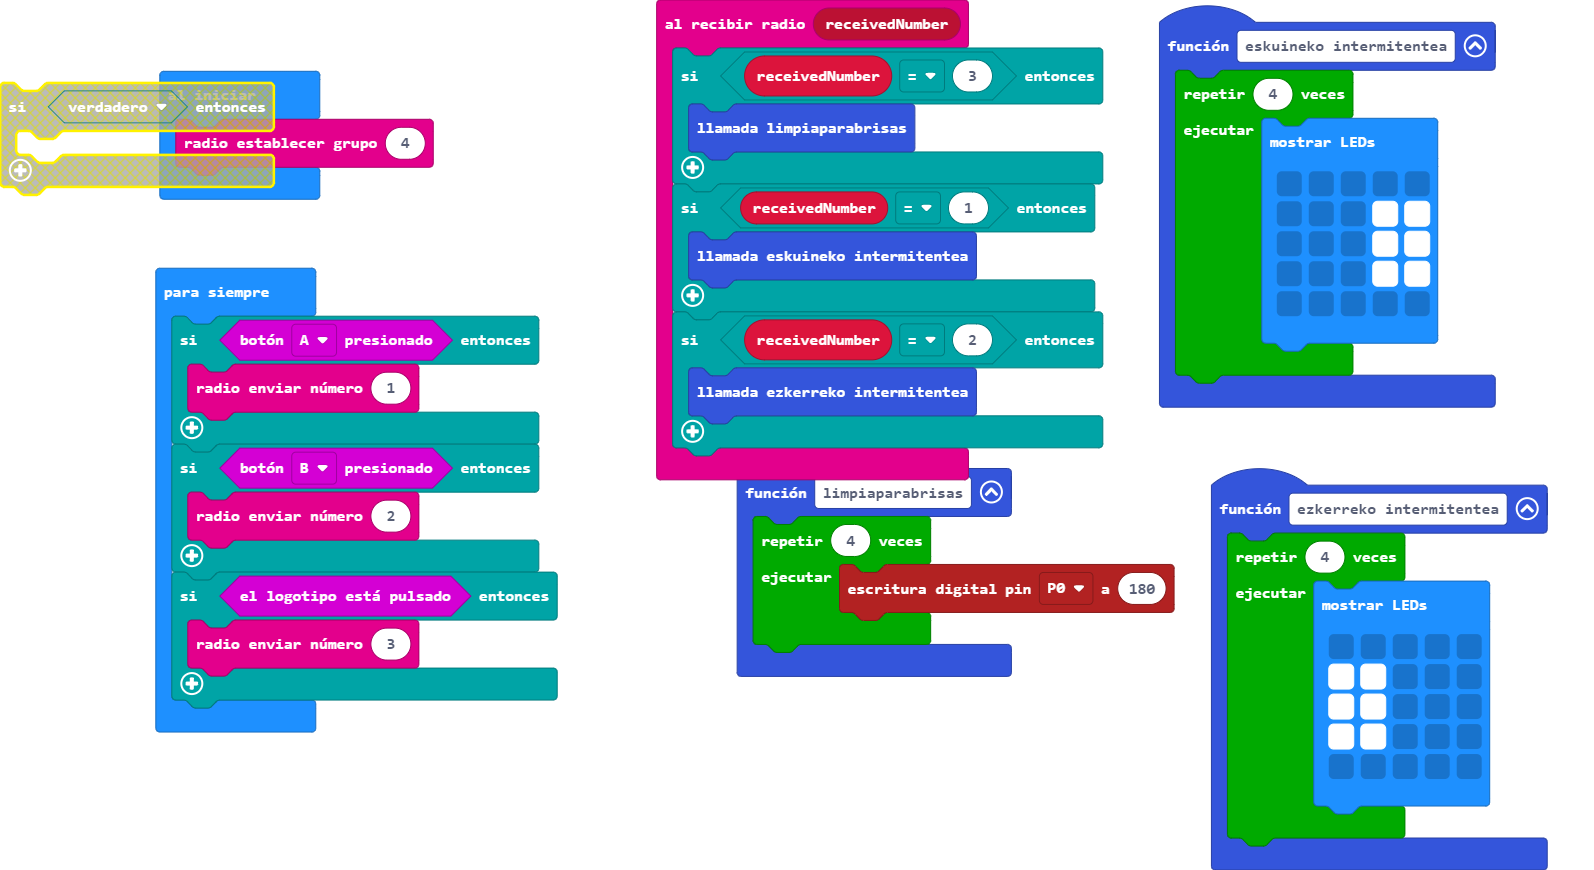 al iniciar
si verdadero entonces
radio establecer grupo 4
para siempre
si botón A presionado entonces
radio enviar número 1
si botón B presionado entonces
radio enviar número 2
si el logotipo está pulsado entonces
radio enviar número 3
al recibir radio receivedNumber
si receivedNumber = 3 entonces
llamada limpiaparabrisas
si receivedNumber = 1 entonces
llamada eskuineko intermitentea
si receivedNumber = 2 entonces
llamada ezkerreko intermitentea
función limpiaparabrisas
repetir 4 veces
ejecutar
escritura digital pin P0 a 180
función eskuineko intermitentea
repetir 4 veces
ejecutar
mostrar LEDs
función ezkerreko intermitentea
repetir 4 veces
ejecutar
mostrar LEDs